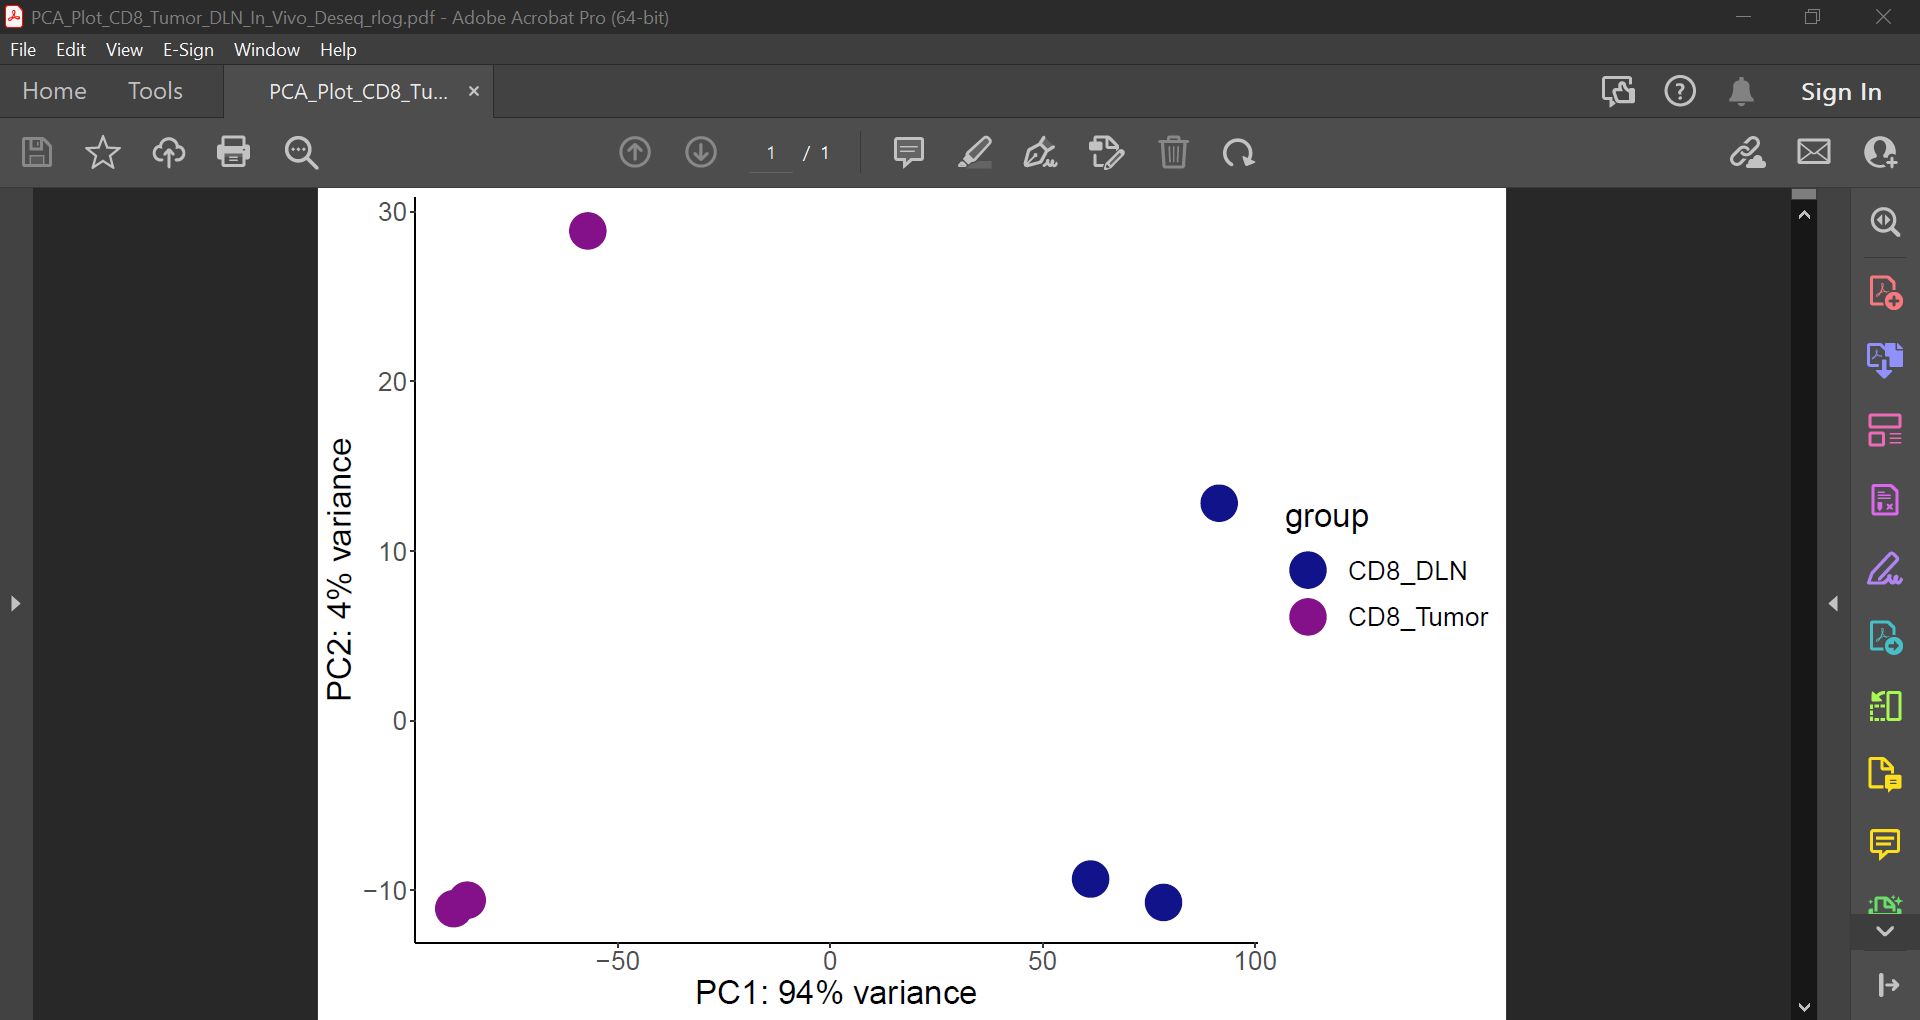 PCA_Plot_CD8_Tumor_DLN_In_Vivo_Deseq_rlog.pdf - Adobe Acrobat Pro (64-bit)
File Edit View E-Sign Window Help
Home Tools PCA_Plot_CD8_Tu... × Sign In
1 / 1
30
20
10
0
−10
PC2: 4% variance
group
CD8_DLN
CD8_Tumor
−50 0 50 100
PC1: 94% variance